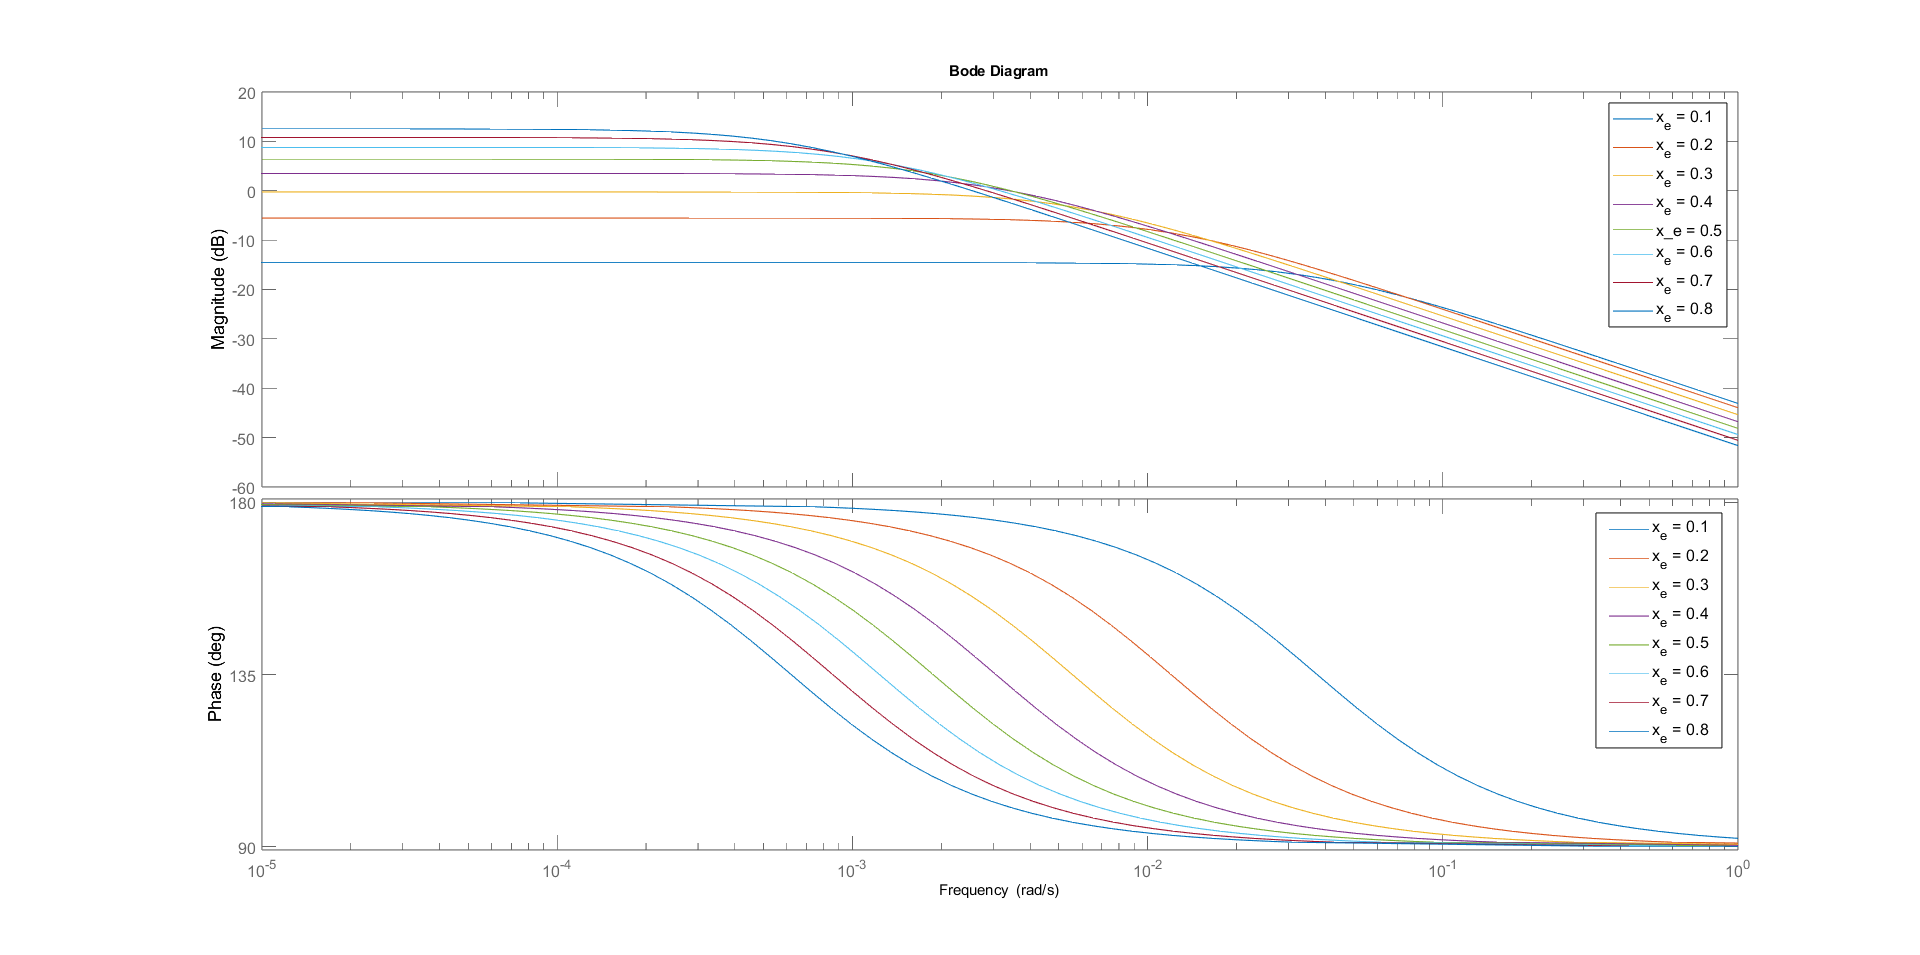 Bode Diagram
20
10
0
-10
-20
-30
-40
-50
-60
Magnitude (dB)
x_e = 0.1
x_e = 0.2
x_e = 0.3
x_e = 0.4
x_e = 0.5
x_e = 0.6
x_e = 0.7
x_e = 0.8
180
135
90
Phase (deg)
x_e = 0.1
x_e = 0.2
x_e = 0.3
x_e = 0.4
x_e = 0.5
x_e = 0.6
x_e = 0.7
x_e = 0.8
10^-5 10^-4 10^-3 10^-2 10^-1 10^0
Frequency (rad/s)